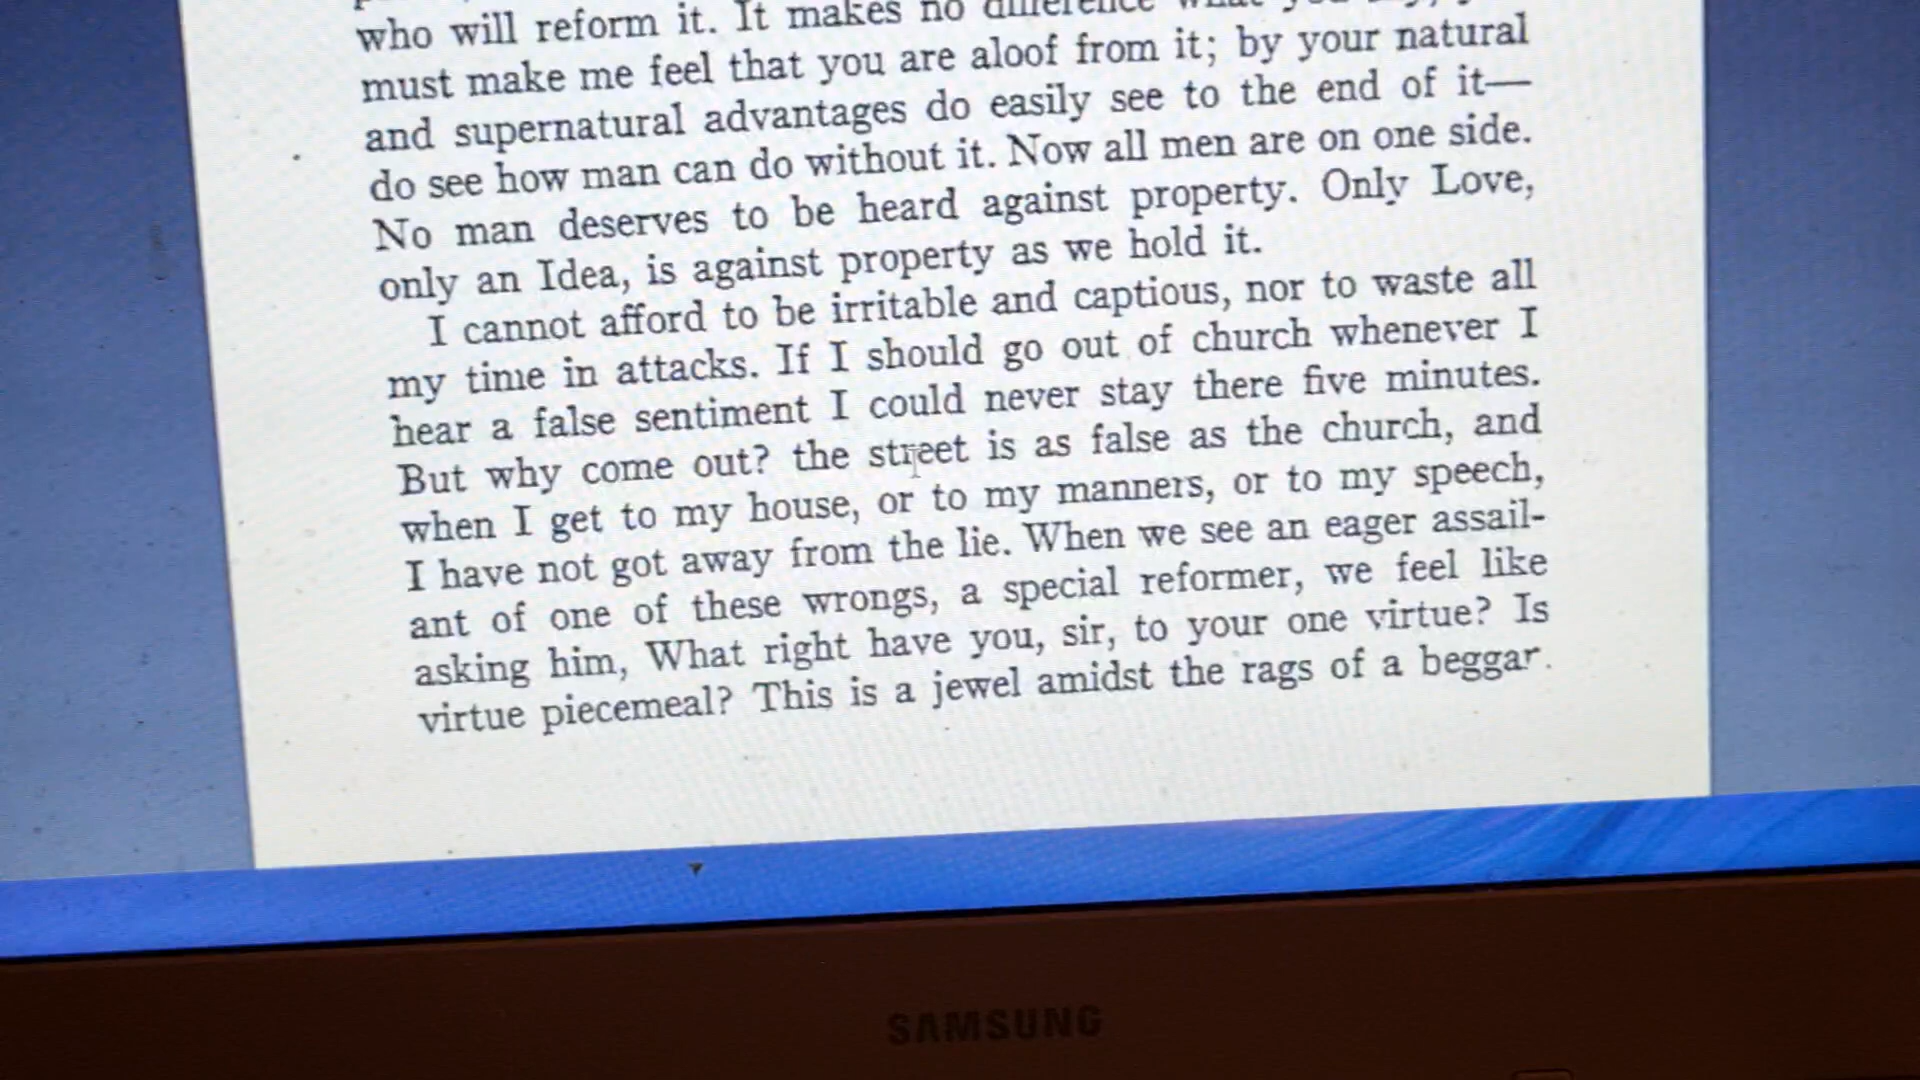 who will reform it. It makes no difference
must make me feel that you are aloof from it; by your natural
and supernatural advantages do easily see to the end of it—
do see how man can do without it. Now all men are on one side.
No man deserves to be heard against property. Only Love,
only an Idea, is against property as we hold it.
I cannot afford to be irritable and captious, nor to waste all
my time in attacks. If I should go out of church whenever I
hear a false sentiment I could never stay there five minutes.
But why come out? the street is as false as the church, and
when I get to my house, or to my manners, or to my speech,
I have not got away from the lie. When we see an eager assail-
ant of one of these wrongs, a special reformer, we feel like
asking him, What right have you, sir, to your one virtue? Is
virtue piecemeal? This is a jewel amidst the rags of a beggar.
SAMSUNG